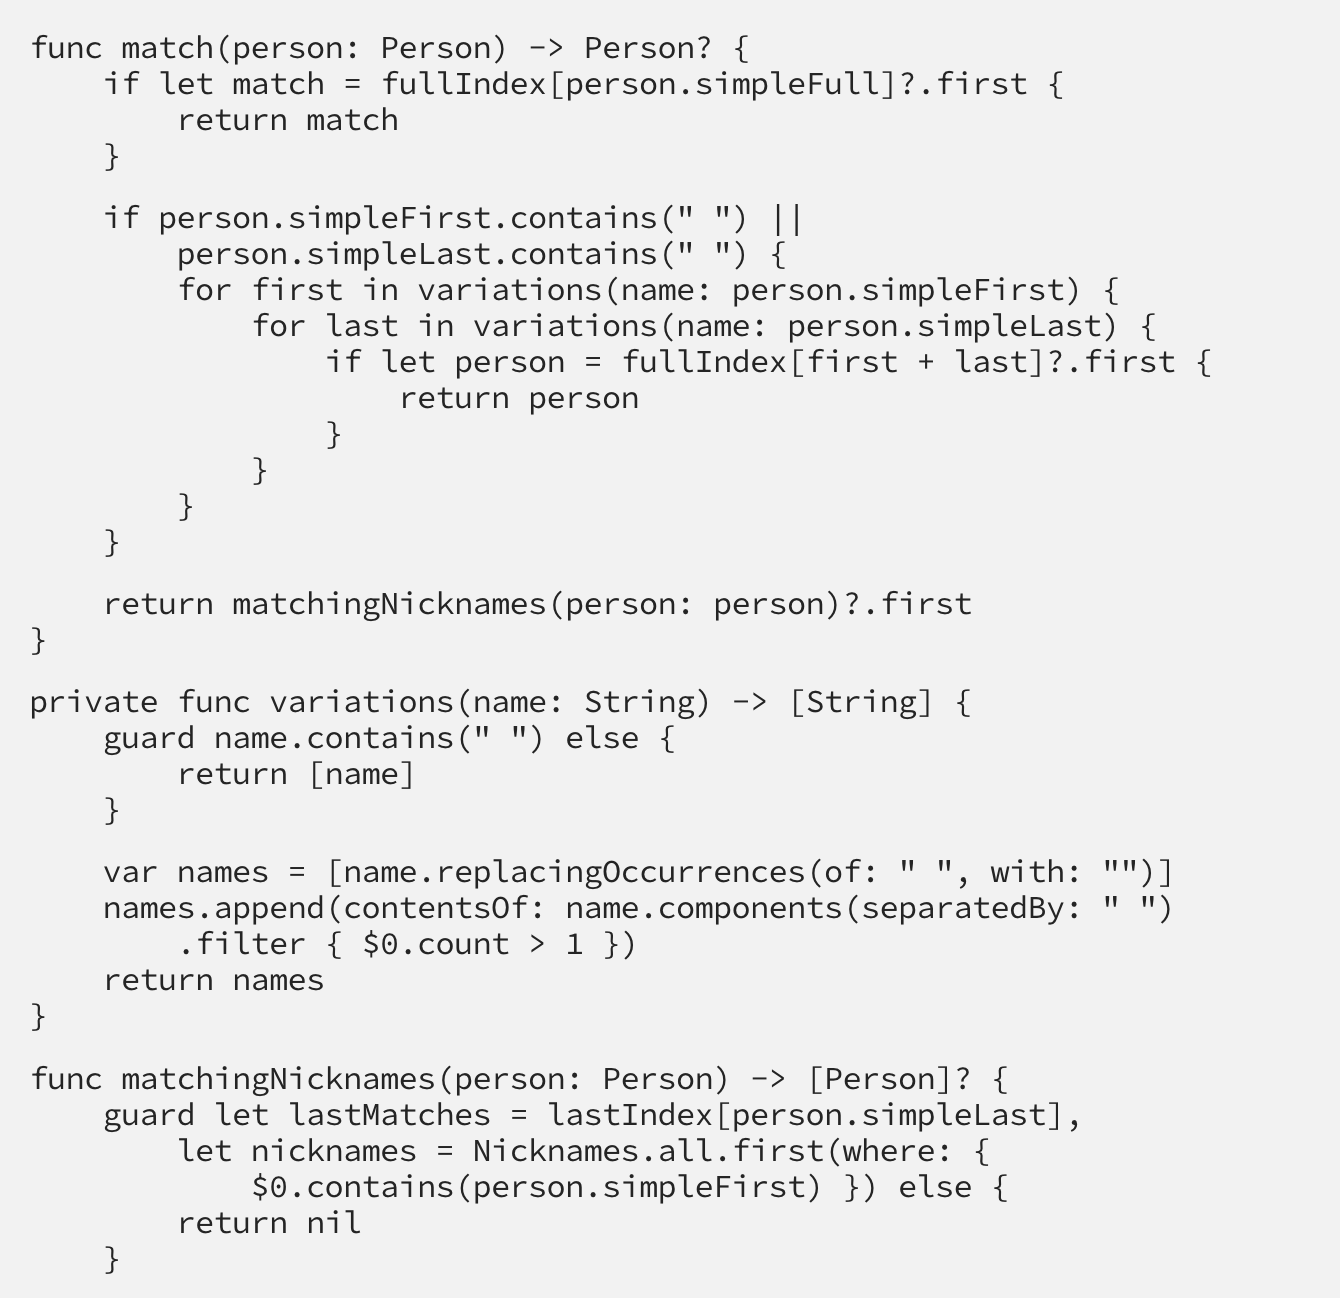 func match(person: Person) -> Person? {
    if let match = fullIndex[person.simpleFull]?.first {
        return match
    }

    if person.simpleFirst.contains(" ") ||
        person.simpleLast.contains(" ") {
        for first in variations(name: person.simpleFirst) {
            for last in variations(name: person.simpleLast) {
                if let person = fullIndex[first + last]?.first {
                    return person
                }
            }
        }
    }

    return matchingNicknames(person: person)?.first
}

private func variations(name: String) -> [String] {
    guard name.contains(" ") else {
        return [name]
    }

    var names = [name.replacingOccurrences(of: " ", with: "")]
    names.append(contentsOf: name.components(separatedBy: " ")
        .filter { $0.count > 1 })
    return names
}

func matchingNicknames(person: Person) -> [Person]? {
    guard let lastMatches = lastIndex[person.simpleLast],
        let nicknames = Nicknames.all.first(where: {
            $0.contains(person.simpleFirst) }) else {
        return nil
    }